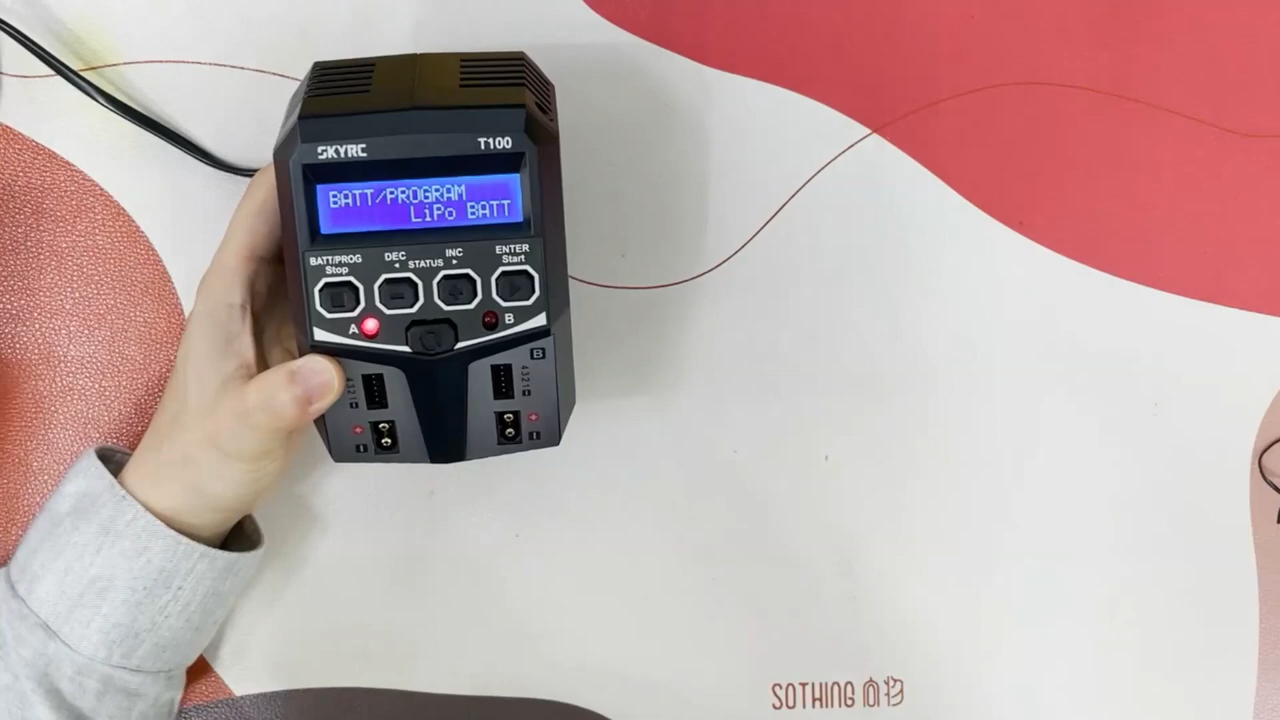 SKYRC T100
BATT/PROGRAM
LiPo BATT
BATT/PROG DEC INC ENTER
Stop STATUS Start
A B
B
4321
4321
SOTHING 向物